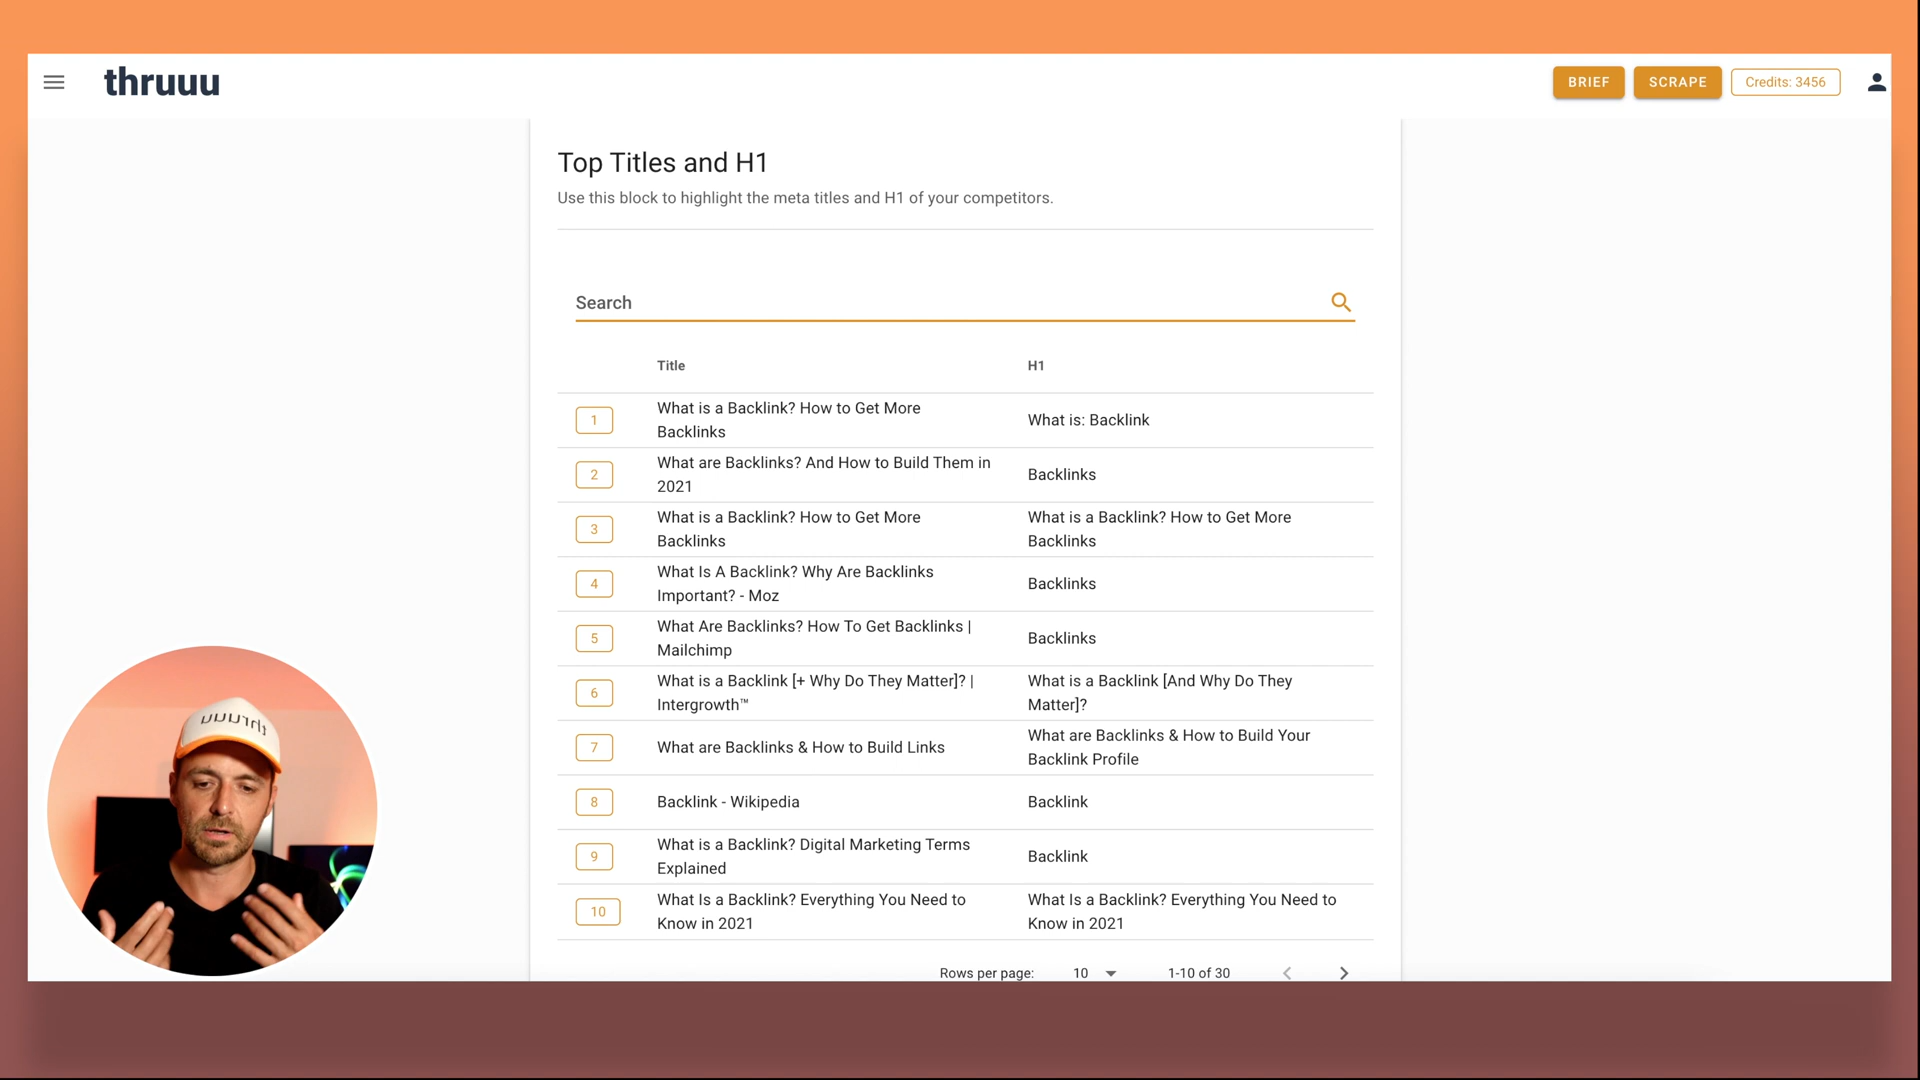 thruuu
BRIEF
SCRAPE
Credits: 3456
Top Titles and H1
Use this block to highlight the meta titles and H1 of your competitors.
Search
Title
H1
1
What is a Backlink? How to Get More
Backlinks
What is: Backlink
2
What are Backlinks? And How to Build Them in
2021
Backlinks
3
What is a Backlink? How to Get More
Backlinks
What is a Backlink? How to Get More
Backlinks
4
What Is A Backlink? Why Are Backlinks
Important? - Moz
Backlinks
5
What Are Backlinks? How To Get Backlinks |
Mailchimp
Backlinks
6
What is a Backlink [+ Why Do They Matter]? |
Intergrowth™
What is a Backlink [And Why Do They
Matter]?
7
What are Backlinks & How to Build Links
What are Backlinks & How to Build Your
Backlink Profile
8
Backlink - Wikipedia
Backlink
9
What is a Backlink? Digital Marketing Terms
Explained
Backlink
10
What Is a Backlink? Everything You Need to
Know in 2021
What Is a Backlink? Everything You Need to
Know in 2021
Rows per page:
10
1-10 of 30
thruuu